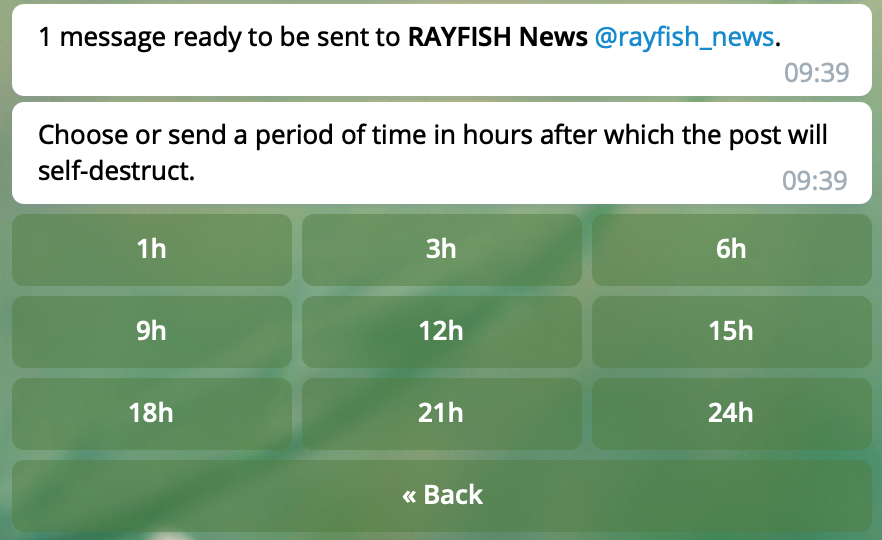 1 message ready to be sent to RAYFISH News @rayfish_news.
09:39
Choose or send a period of time in hours after which the post will
self-destruct.
09:39
1h 3h 6h
9h 12h 15h
18h 21h 24h
« Back